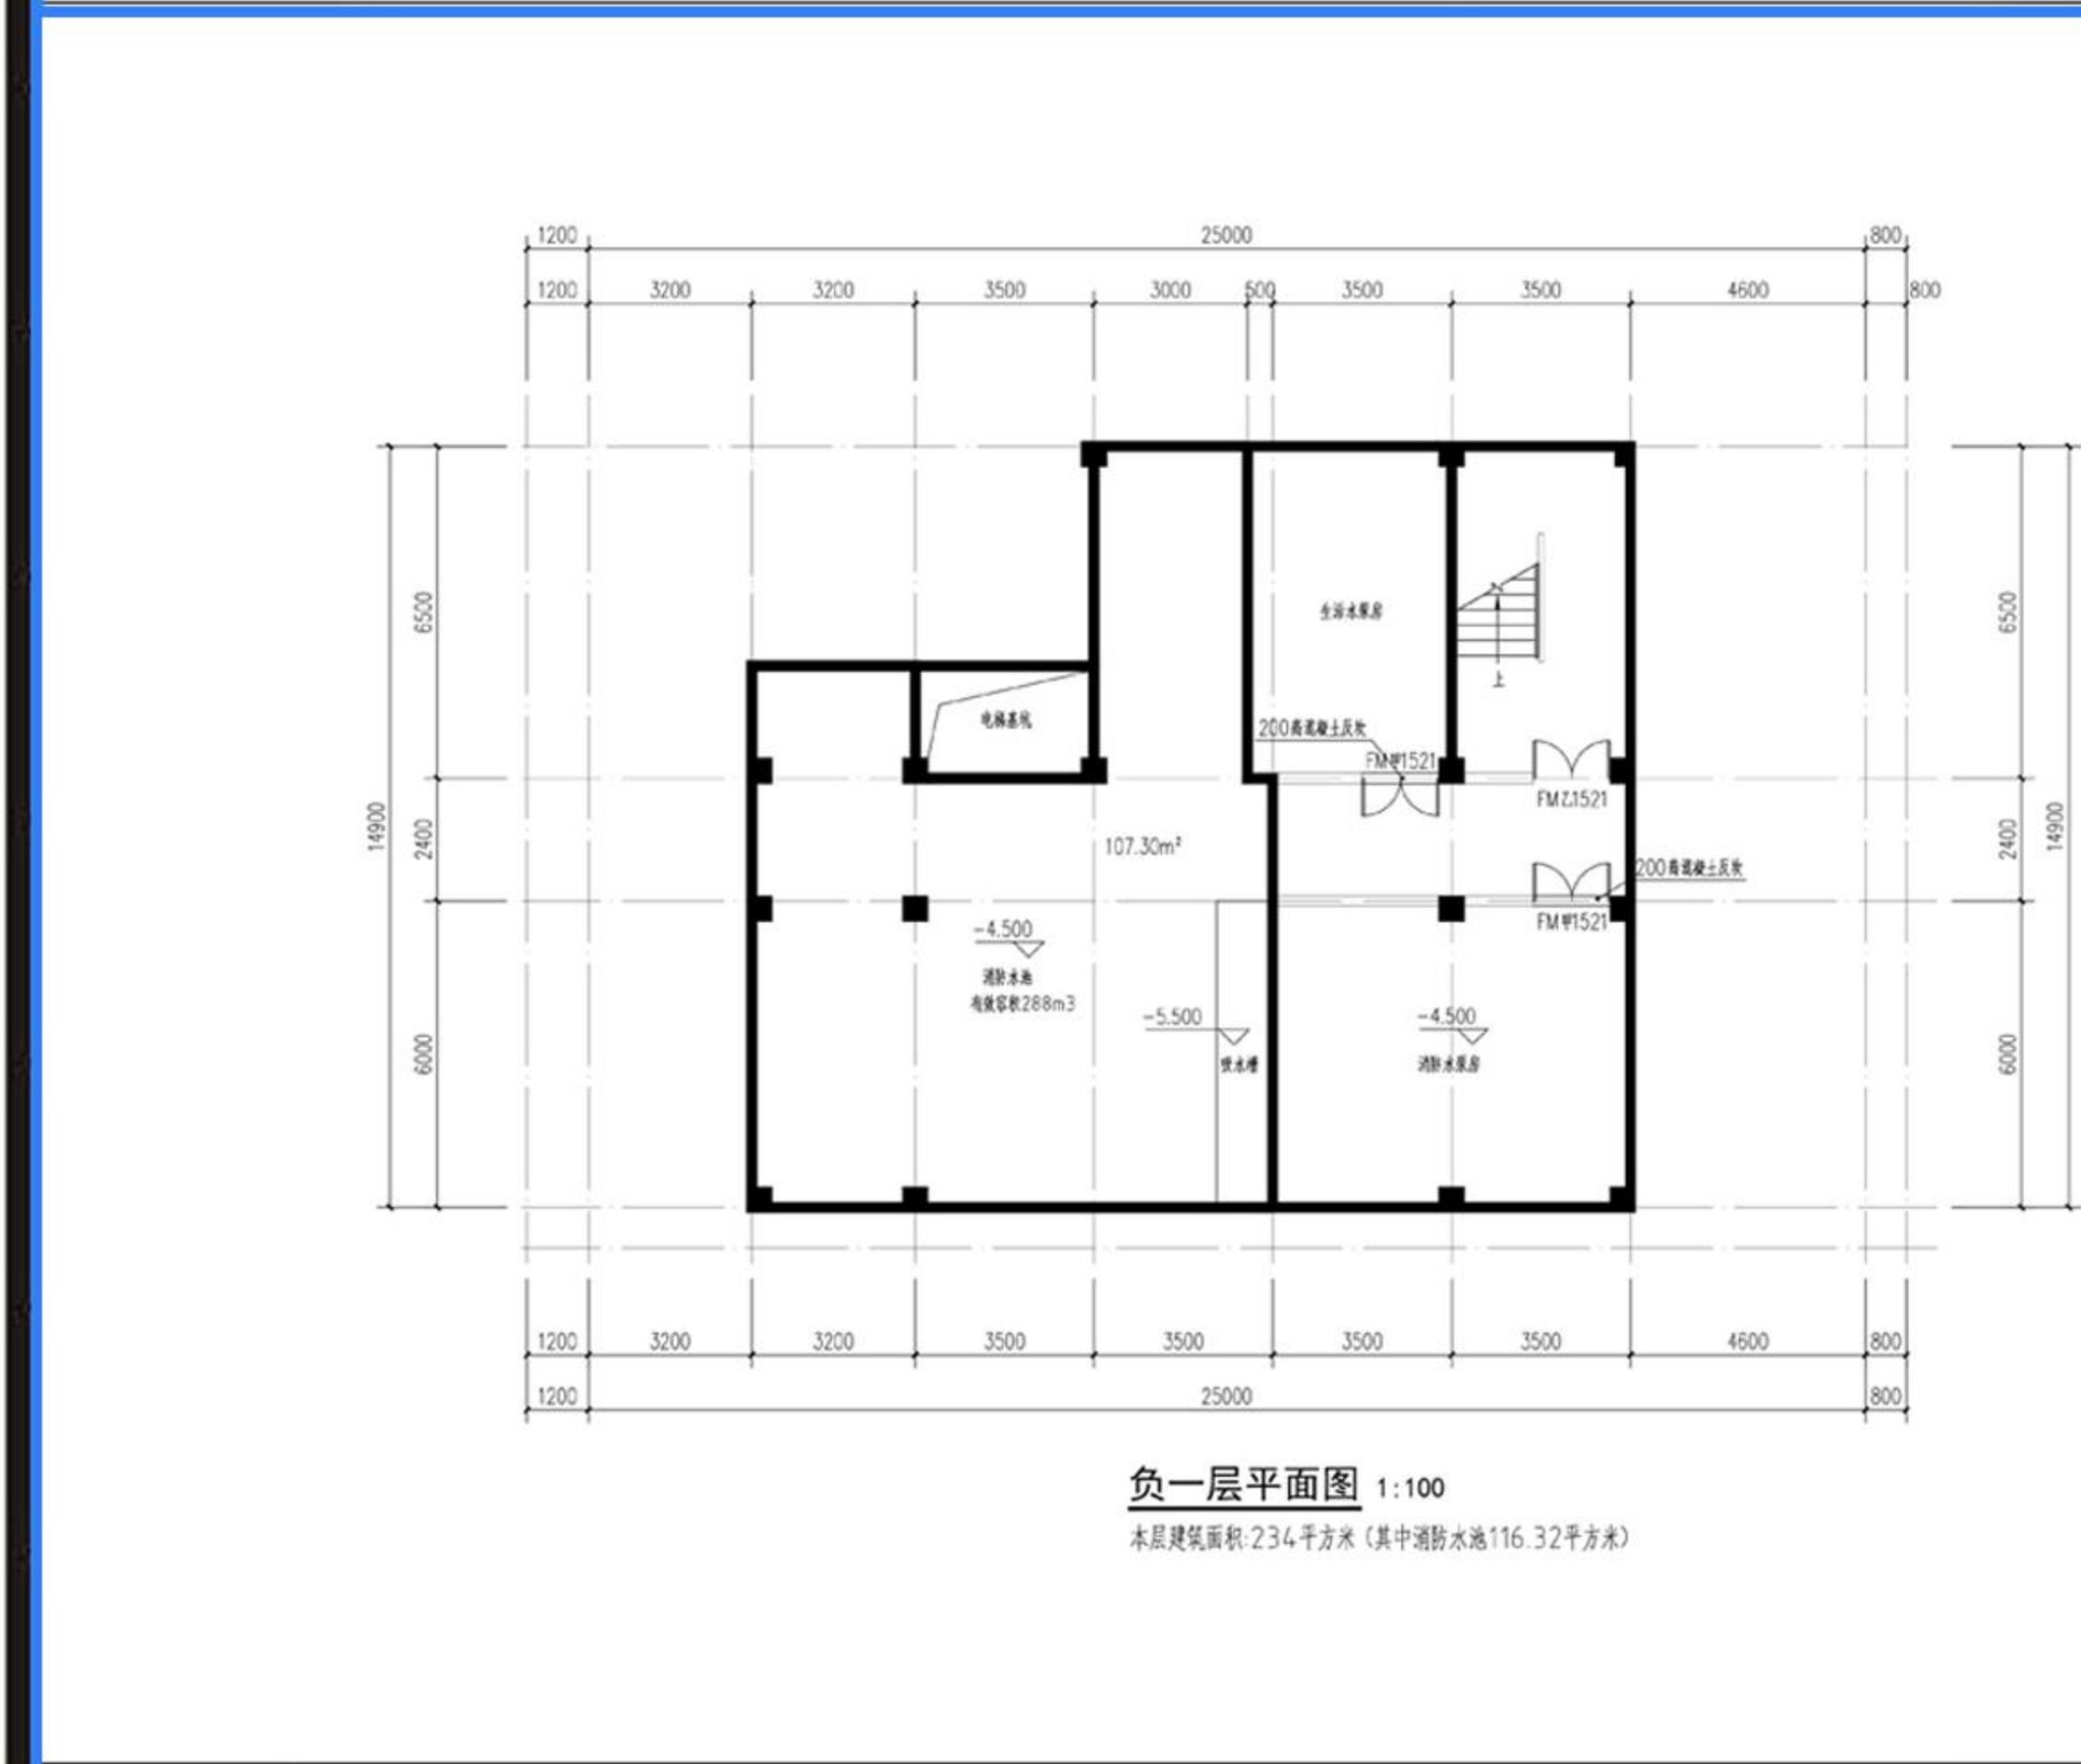 1200 25000 800
1200 3200 3200 3500 3000 500 3500 3500 4600 800
6500
6500
生活水泵房
上
电梯基坑
200高混凝土反坎
FM甲1521
FM乙1521
14900
2400
107.30m²
2400
14900
200高混凝土反坎
FM甲1521
-4.500
消防水池
有效容积288m3
-5.500
吸水槽
-4.500
消防水泵房
6000
6000
1200 3200 3200 3500 3500 3500 3500 4600 800
1200 25000 800
负一层平面图 1:100
本层建筑面积:234平方米(其中消防水池116.32平方米)